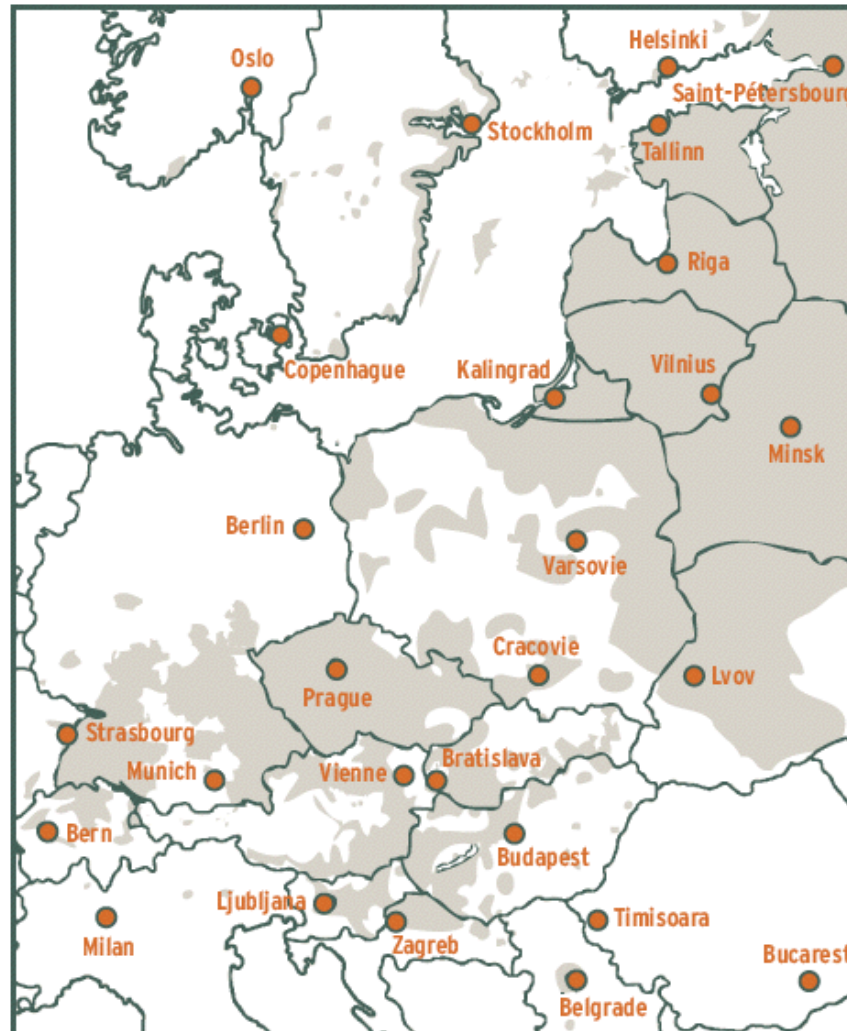 Helsinki
Oslo
Saint-Pétersbourg
Stockholm
Tallinn
Riga
Copenhague
Kalingrad
Vilnius
Minsk
Berlin
Varsovie
Cracovie
Prague
Lvov
Strasbourg
Munich
Vienne
Bratislava
Bern
Budapest
Ljubljana
Timisoara
Milan
Zagreb
Bucarest
Belgrade